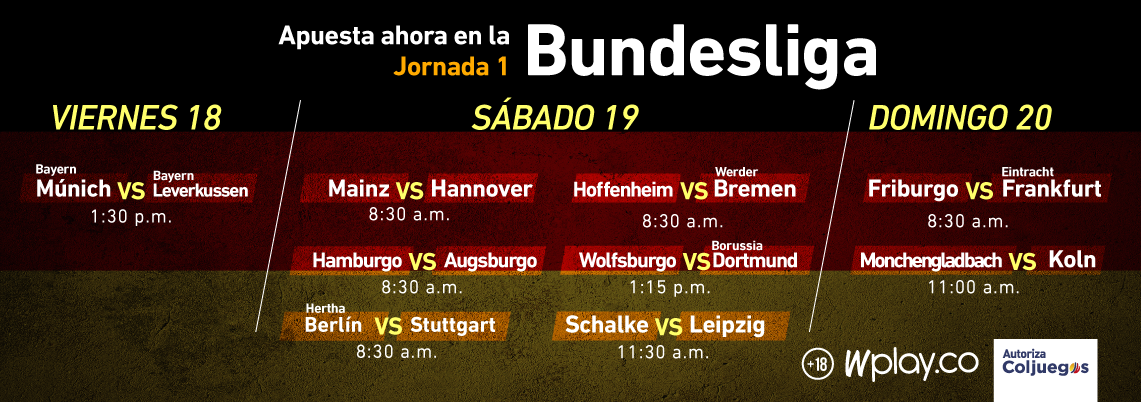 Apuesta ahora en la
Jornada 1
Bundesliga
VIERNES 18
Bayern
Múnich VS Bayern
Leverkussen
1:30 p.m.
SÁBADO 19
Mainz VS Hannover
8:30 a.m.
Hoffenheim VS Werder
Bremen
8:30 a.m.
Hamburgo VS Augsburgo
8:30 a.m.
Wolfsburgo VS Borussia
Dortmund
1:15 p.m.
Hertha
Berlín VS Stuttgart
8:30 a.m.
Schalke VS Leipzig
11:30 a.m.
DOMINGO 20
Friburgo VS Eintracht
Frankfurt
8:30 a.m.
Monchengladbach VS Koln
11:00 a.m.
+18 Wplay.co
Autoriza
Coljuegos